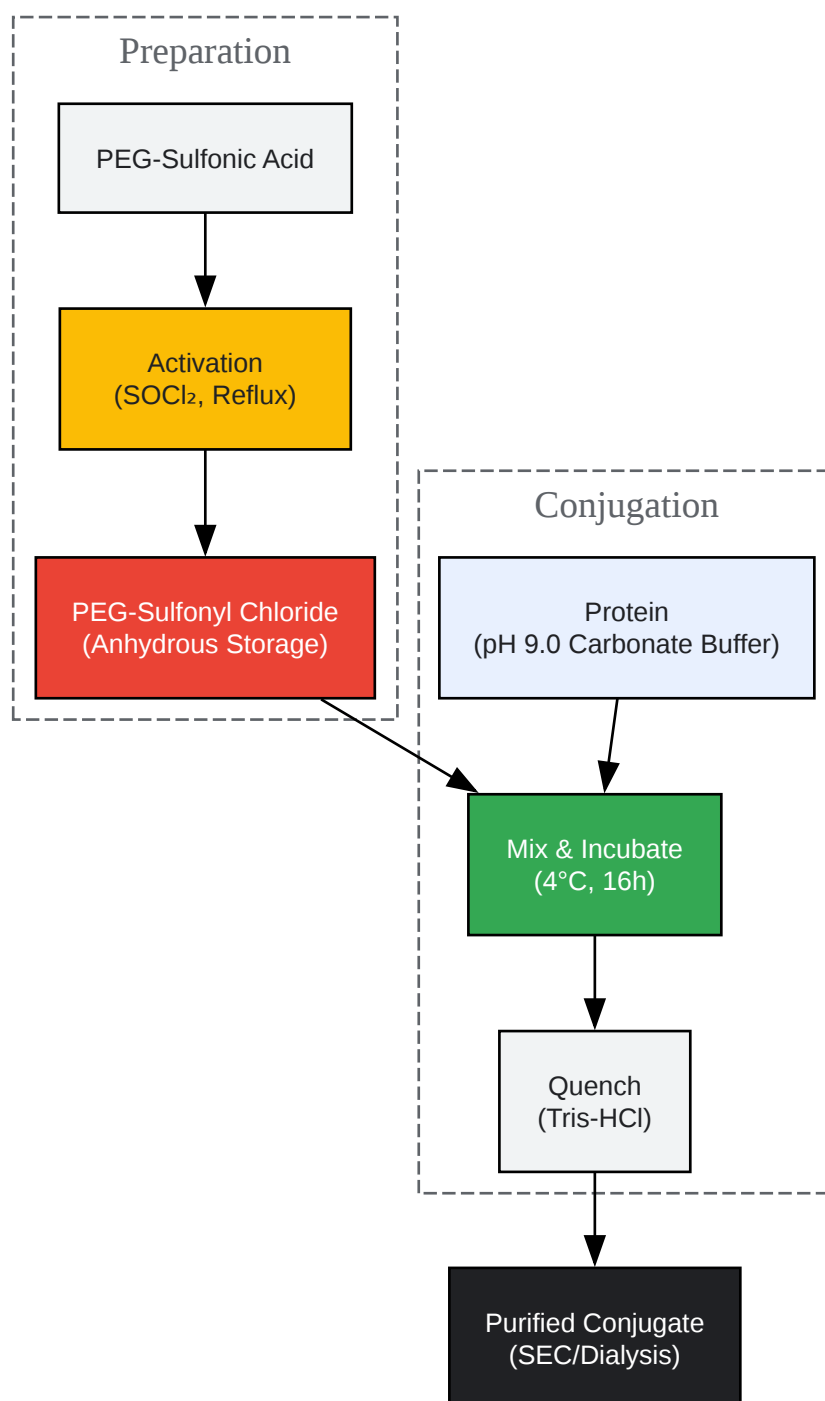 Preparation
PEG-Sulfonic Acid
Activation
(SOCl₂, Reflux)
PEG-Sulfonyl Chloride
(Anhydrous Storage)
Conjugation
Protein
(pH 9.0 Carbonate Buffer)
Mix & Incubate
(4°C, 16h)
Quench
(Tris-HCl)
Purified Conjugate
(SEC/Dialysis)